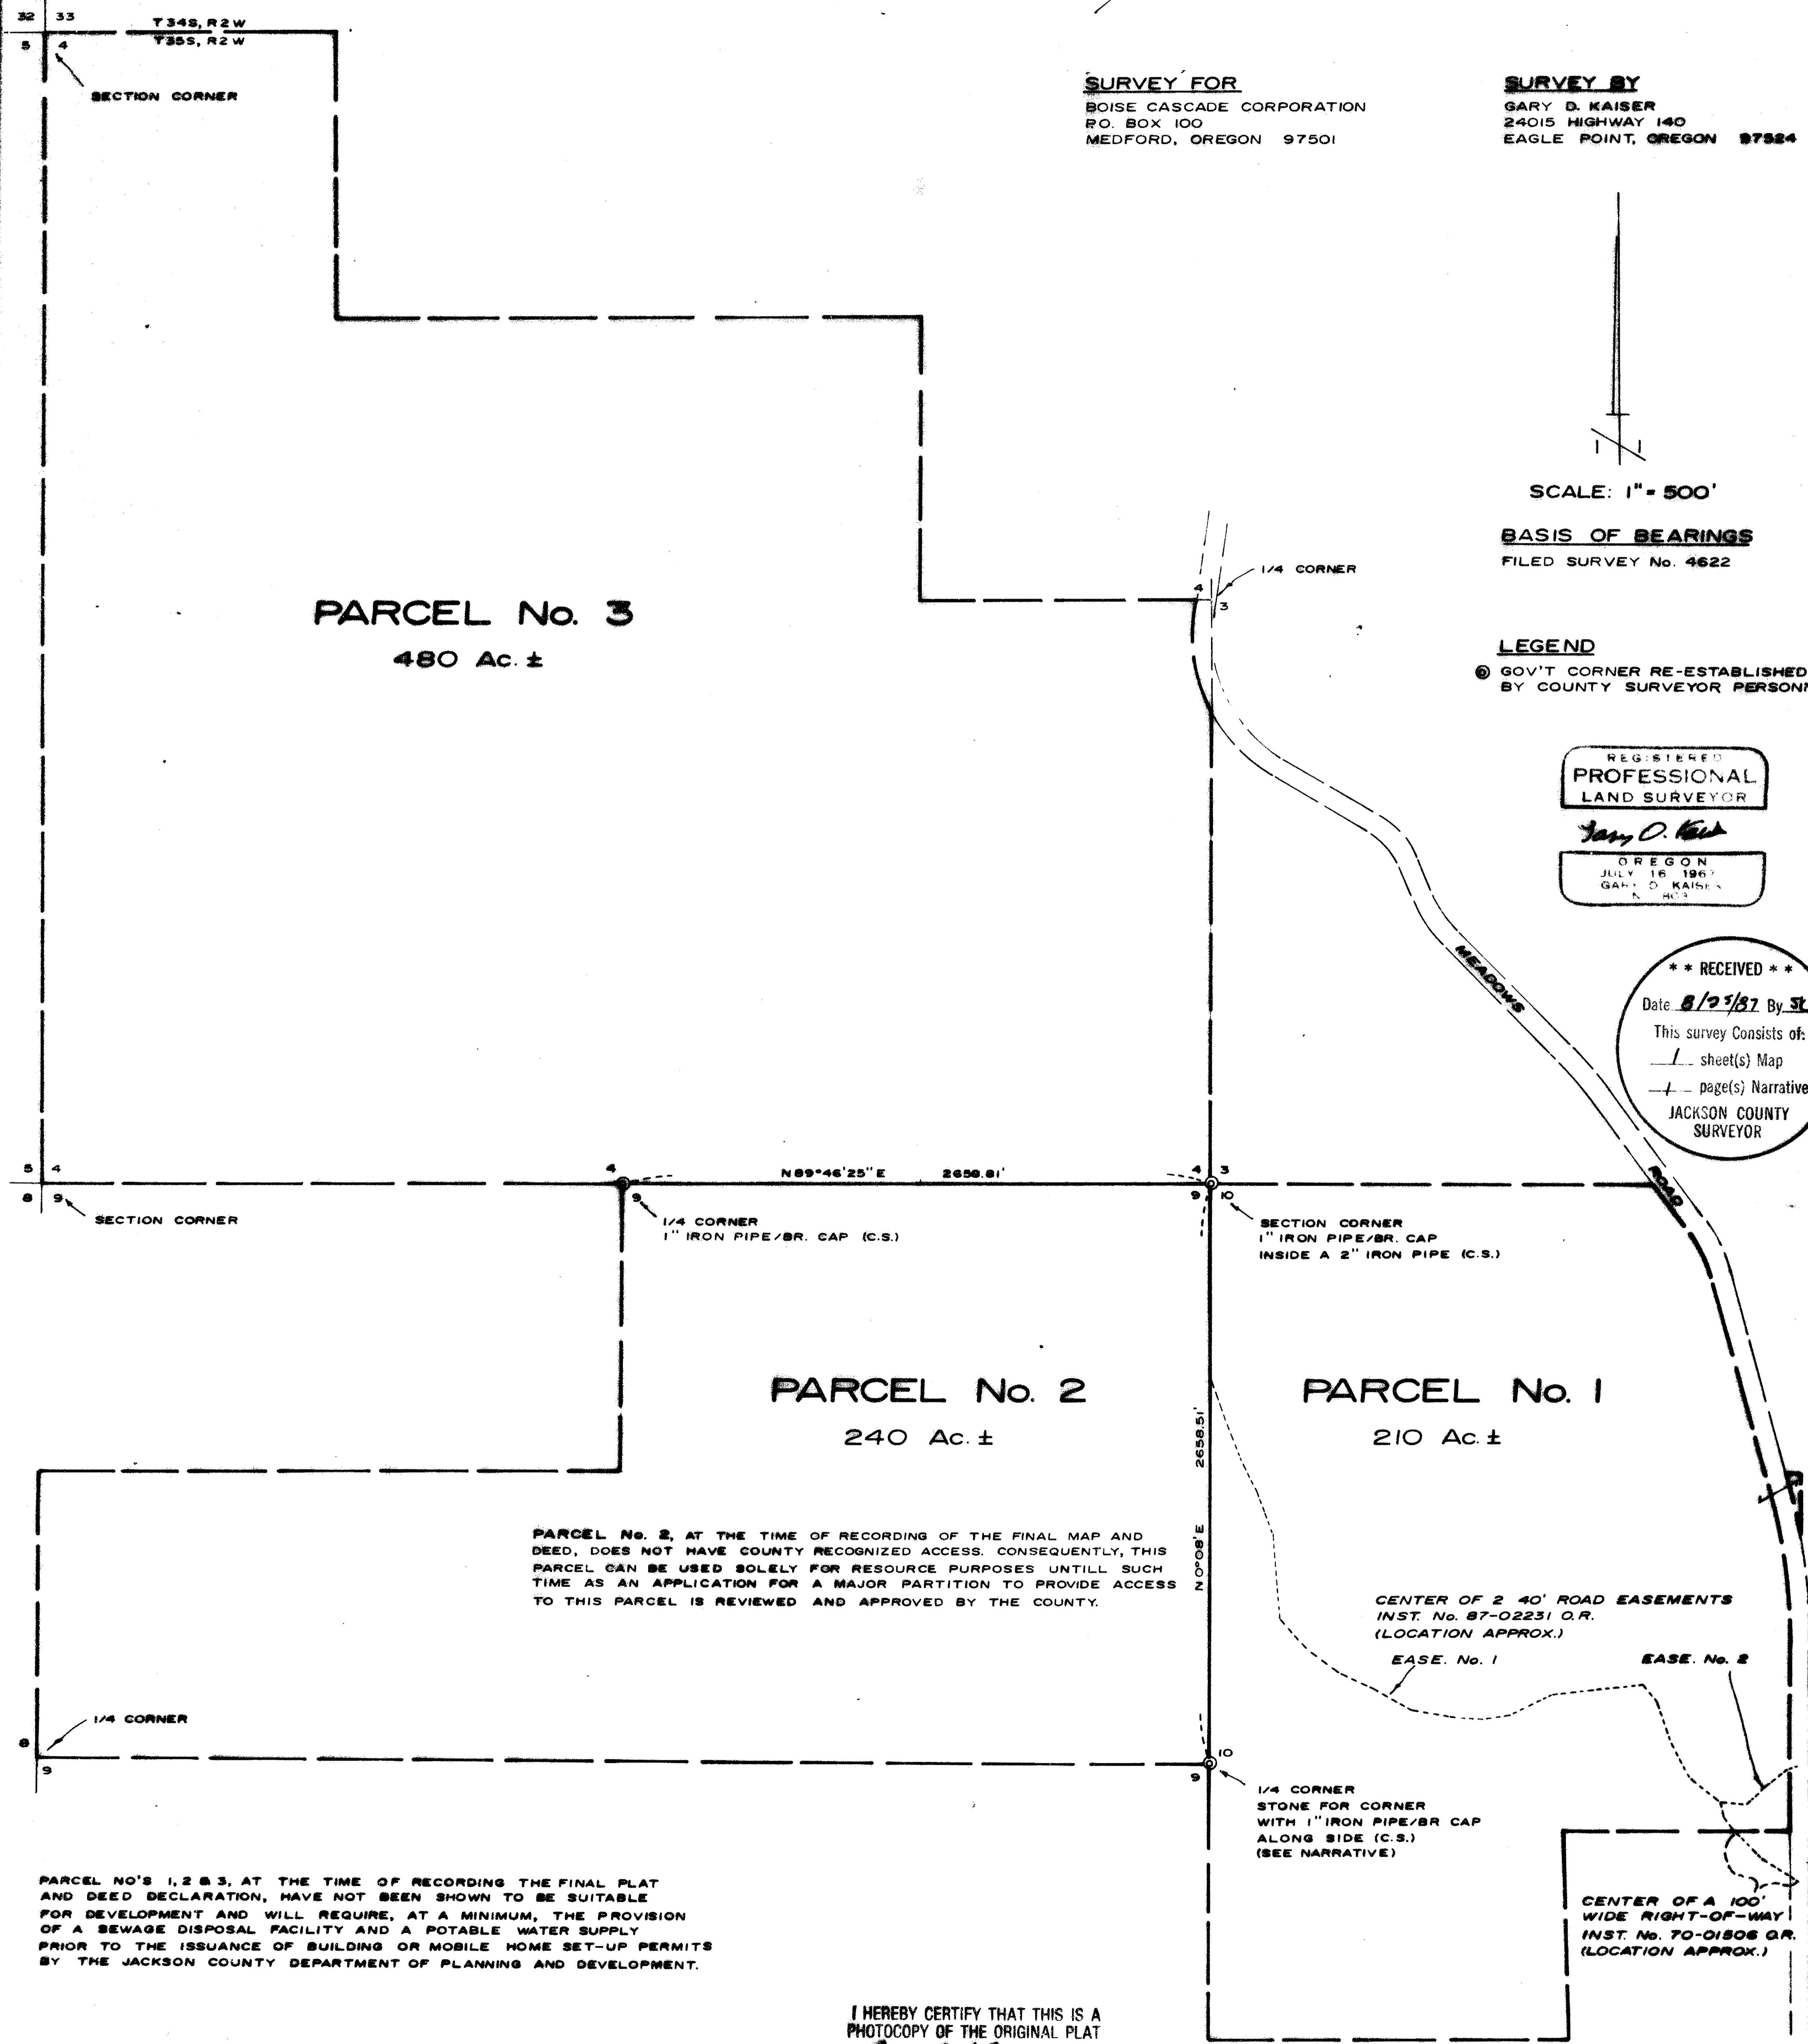 32 33
T34S, R2W
T35S, R2W
5 4
SECTION CORNER
SURVEY FOR
BOISE CASCADE CORPORATION
P.O. BOX 100
MEDFORD, OREGON 97501
SURVEY BY
GARY D. KAISER
24015 HIGHWAY 140
EAGLE POINT, OREGON 97524
SCALE: 1" = 500'
BASIS OF BEARINGS
FILED SURVEY No. 4622
1/4 CORNER
4
3
PARCEL No. 3
480 Ac. ±
LEGEND
GOV'T CORNER RE-ESTABLISHED
BY COUNTY SURVEYOR
REGISTERED
PROFESSIONAL
LAND SURVEYOR
OREGON
JULY 16
GARY D. KAISER
MEADOWS
ROAD
* * RECEIVED * *
Date 8/25/87 By
This survey Consists of:
1 sheet(s) Map
1 page(s) Narrative
JACKSON COUNTY
SURVEYOR
5 4
8 9
SECTION CORNER
4
9
N89°46'25"E 2658.81'
1/4 CORNER
1" IRON PIPE/BR. CAP (C.S.)
4 3
9 10
SECTION CORNER
1" IRON PIPE/BR. CAP
INSIDE A 2" IRON PIPE (C.S.)
PARCEL No. 2
240 Ac. ±
PARCEL No. 1
210 Ac. ±
2658.51'
N0°08'E
PARCEL No. 2, AT THE TIME OF RECORDING OF THE FINAL MAP AND
DEED, DOES NOT HAVE COUNTY RECOGNIZED ACCESS. CONSEQUENTLY, THIS
PARCEL CAN BE USED SOLELY FOR RESOURCE PURPOSES UNTILL SUCH
TIME AS AN APPLICATION FOR A MAJOR PARTITION TO PROVIDE ACCESS
TO THIS PARCEL IS REVIEWED AND APPROVED BY THE COUNTY.
CENTER OF 2 40' ROAD EASEMENTS
INST. No. 87-02231 O.R.
(LOCATION APPROX.)
EASE. No. 1
EASE. No. 2
1/4 CORNER
8
9
10
9
1/4 CORNER
STONE FOR CORNER
WITH 1" IRON PIPE/BR CAP
ALONG SIDE (C.S.)
(SEE NARRATIVE)
PARCEL NO'S 1, 2 & 3, AT THE TIME OF RECORDING THE FINAL PLAT
AND DEED DECLARATION, HAVE NOT BEEN SHOWN TO BE SUITABLE
FOR DEVELOPMENT AND WILL REQUIRE, AT A MINIMUM, THE PROVISION
OF A SEWAGE DISPOSAL FACILITY AND A POTABLE WATER SUPPLY
PRIOR TO THE ISSUANCE OF BUILDING OR MOBILE HOME SET-UP PERMITS
BY THE JACKSON COUNTY DEPARTMENT OF PLANNING AND DEVELOPMENT.
CENTER OF A 100'
WIDE RIGHT-OF-WAY
INST. No. 70-01506 O.R.
(LOCATION APPROX.)
I HEREBY CERTIFY THAT THIS IS A
PHOTOCOPY OF THE ORIGINAL PLAT